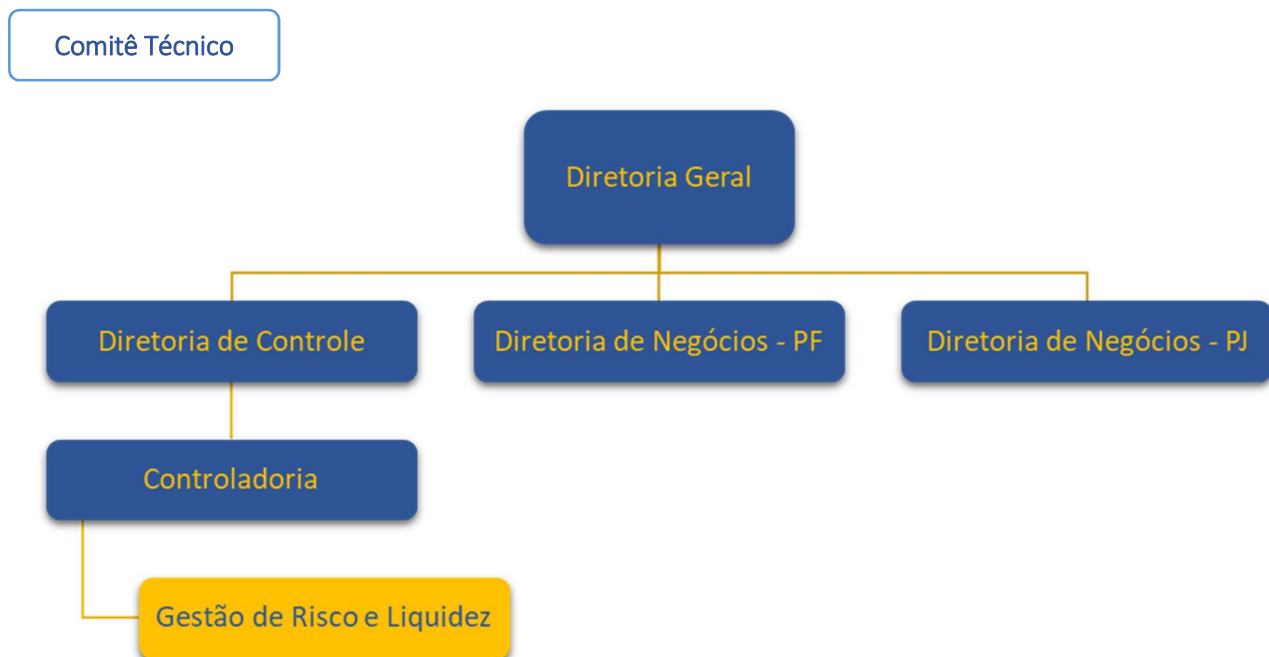 Comitê Técnico
Diretoria Geral
Diretoria de Controle
Diretoria de Negócios - PF
Diretoria de Negócios - PJ
Controladoria
Gestão de Risco e Liquidez